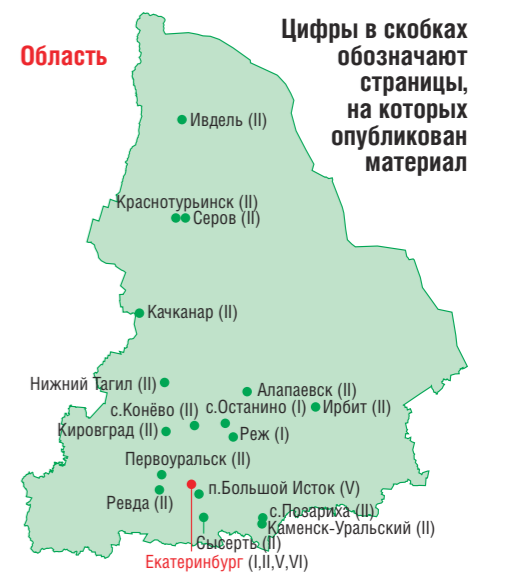 Область
Цифры в скобках
обозначают
страницы,
на которых
опубликован
материал
Ивдель (II)
Краснотурьинск (II)
Серов (II)
Качканар (II)
Нижний Тагил (II)
Алапаевск (II)
с.Конёво (II)
с.Останино (I)
Ирбит (II)
Кировград (II)
Реж (I)
Первоуральск (II)
п.Большой Исток (V)
Ревда (II)
с.Позариха (II)
Каменск-Уральский (II)
Сысерть (II)
Екатеринбург (I,II,V,VI)